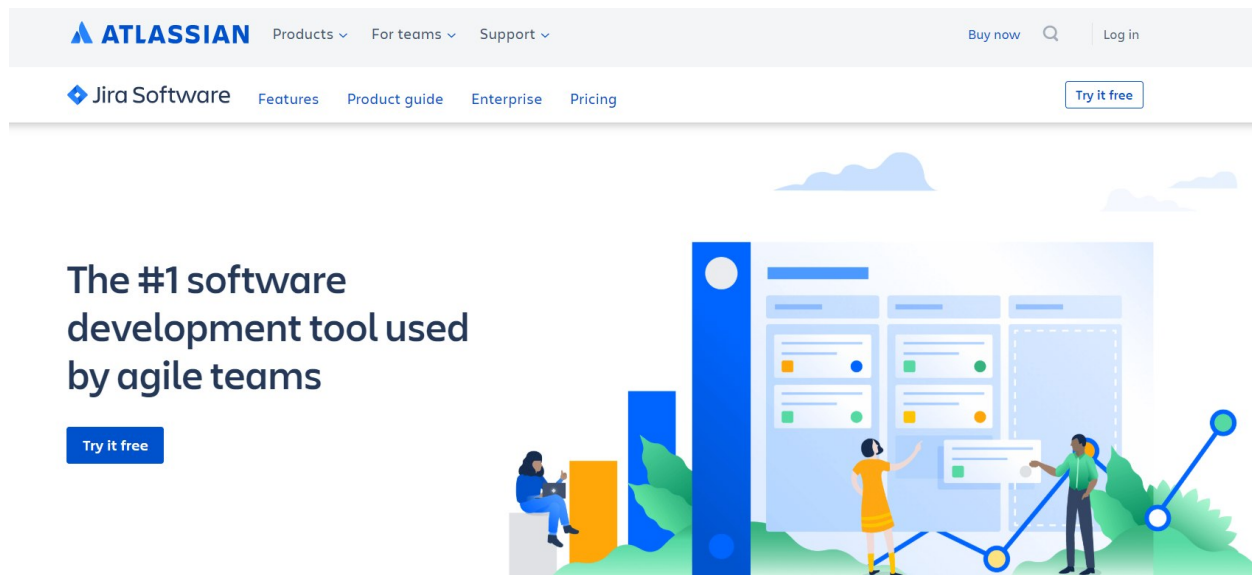 ATLASSIAN Products For teams Support Buy now Log in
Jira Software Features Product guide Enterprise Pricing Try it free
The #1 software
development tool used
by agile teams
Try it free